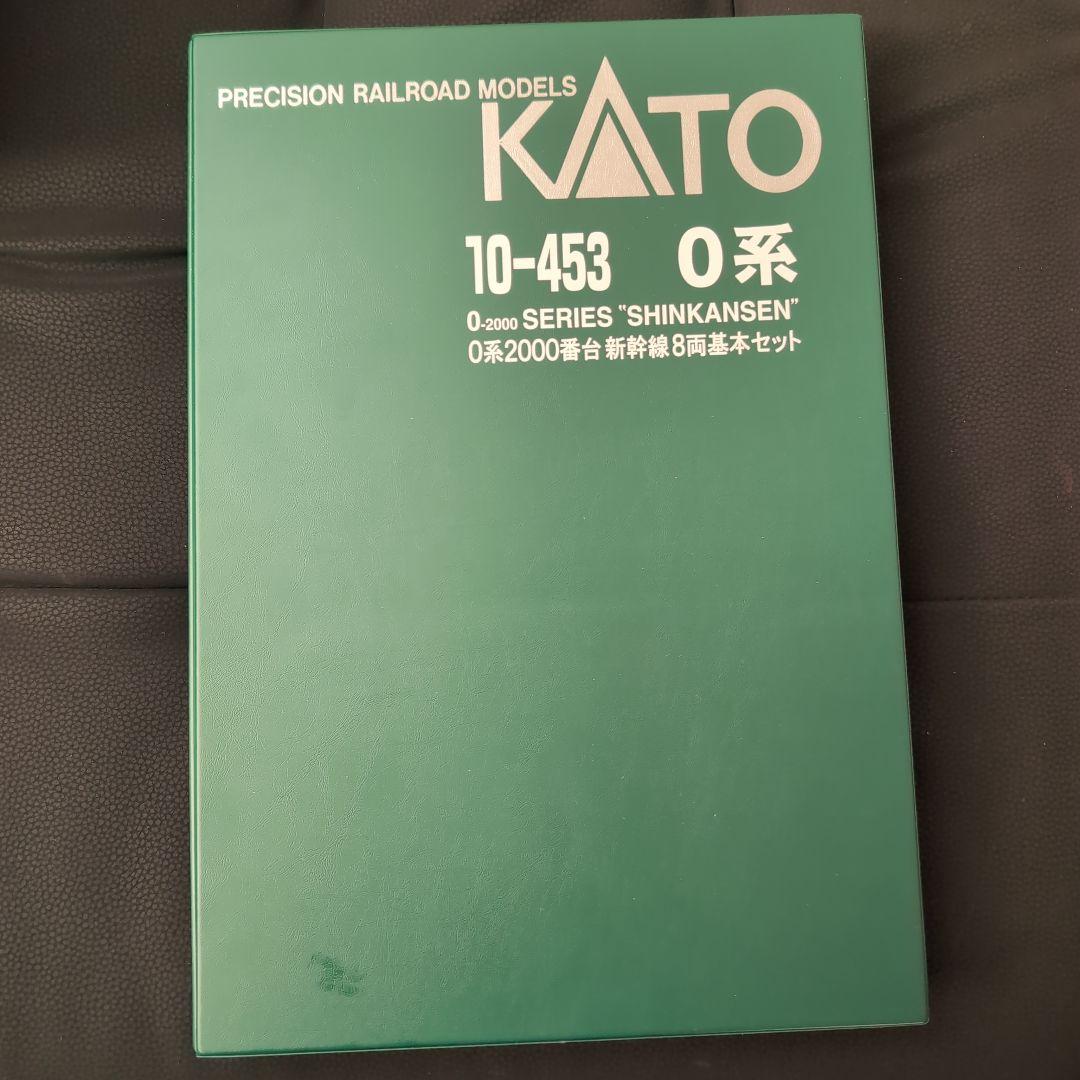 PRECISION RAILROAD MODELS
KATO
10-453 0系
0-2000 SERIES “SHINKANSEN”
0系2000番台 新幹線 8両基本セット